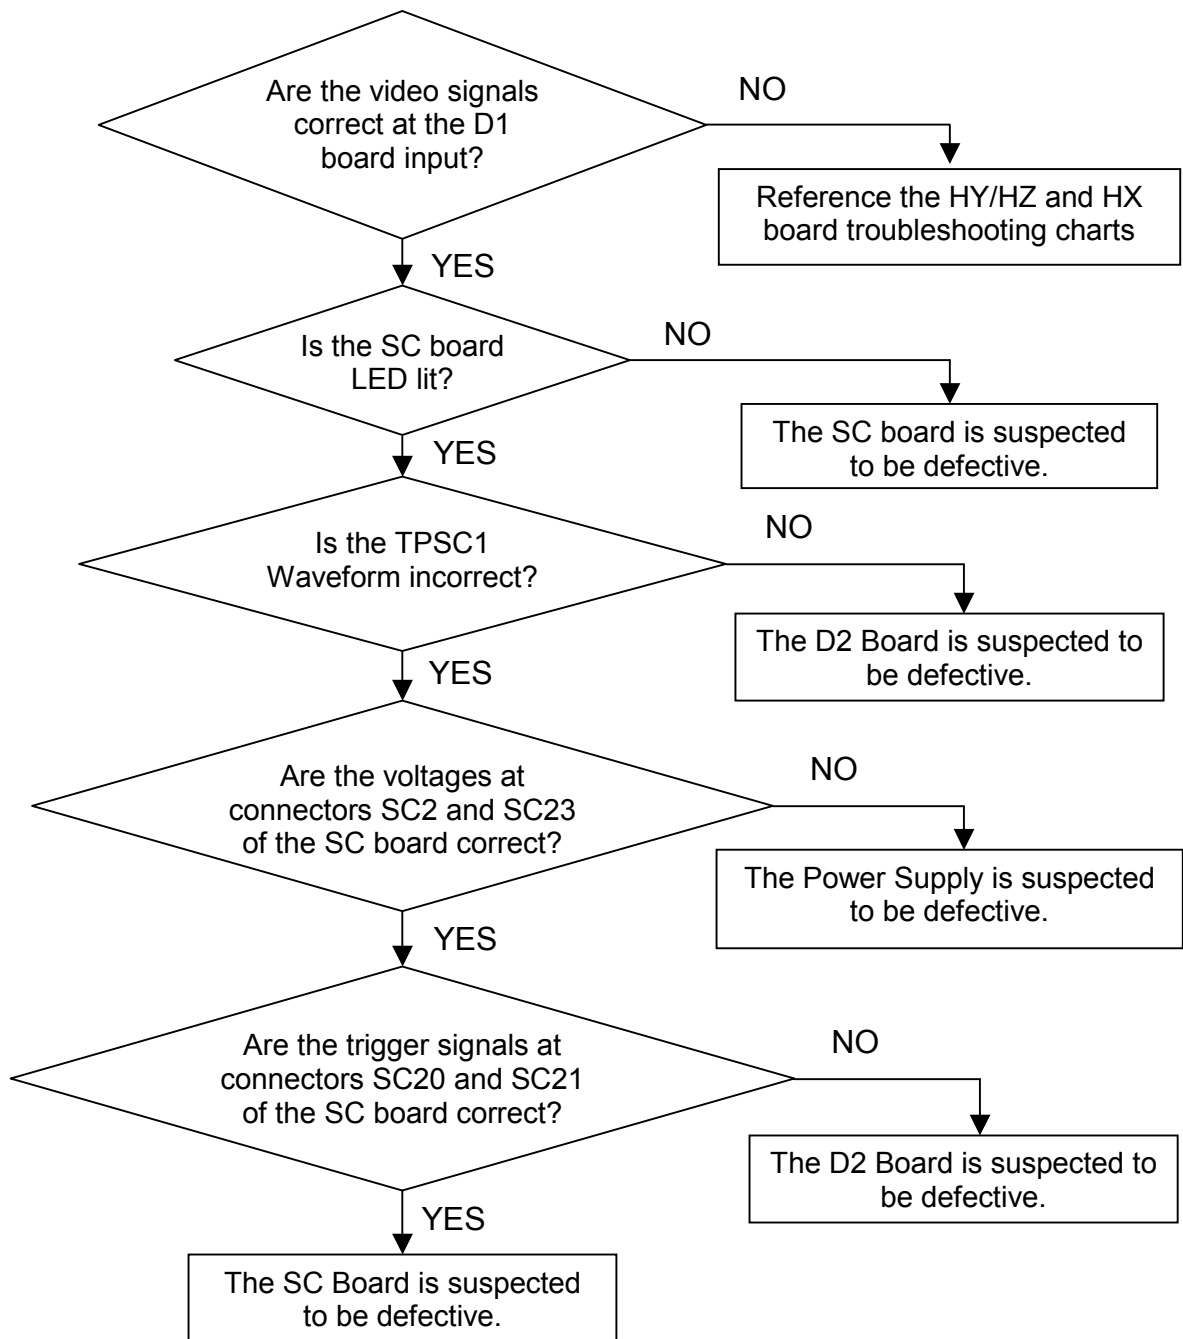 Are the video signals
correct at the D1
board input?
NO
Reference the HY/HZ and HX
board troubleshooting charts
YES
Is the SC board
LED lit?
NO
The SC board is suspected
to be defective.
YES
Is the TPSC1
Waveform incorrect?
NO
The D2 Board is suspected to
be defective.
YES
Are the voltages at
connectors SC2 and SC23
of the SC board correct?
NO
The Power Supply is suspected
to be defective.
YES
Are the trigger signals at
connectors SC20 and SC21
of the SC board correct?
NO
The D2 Board is suspected to
be defective.
YES
The SC Board is suspected
to be defective.